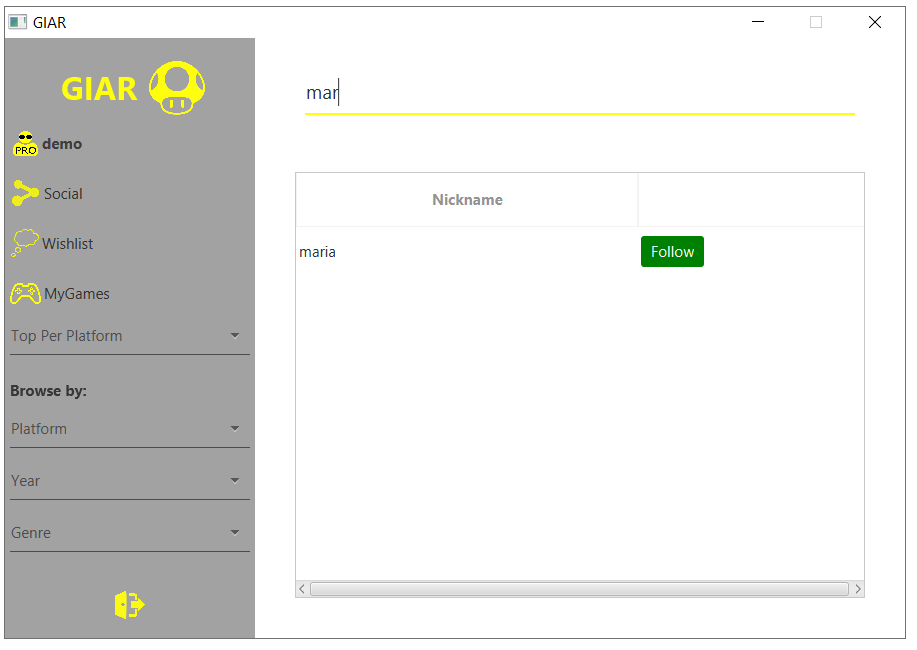 GIAR
GIAR
PRO
demo
Social
Wishlist
MyGames
Top Per Platform
Browse by:
Platform
Year
Genre
mar
Nickname
maria
Follow